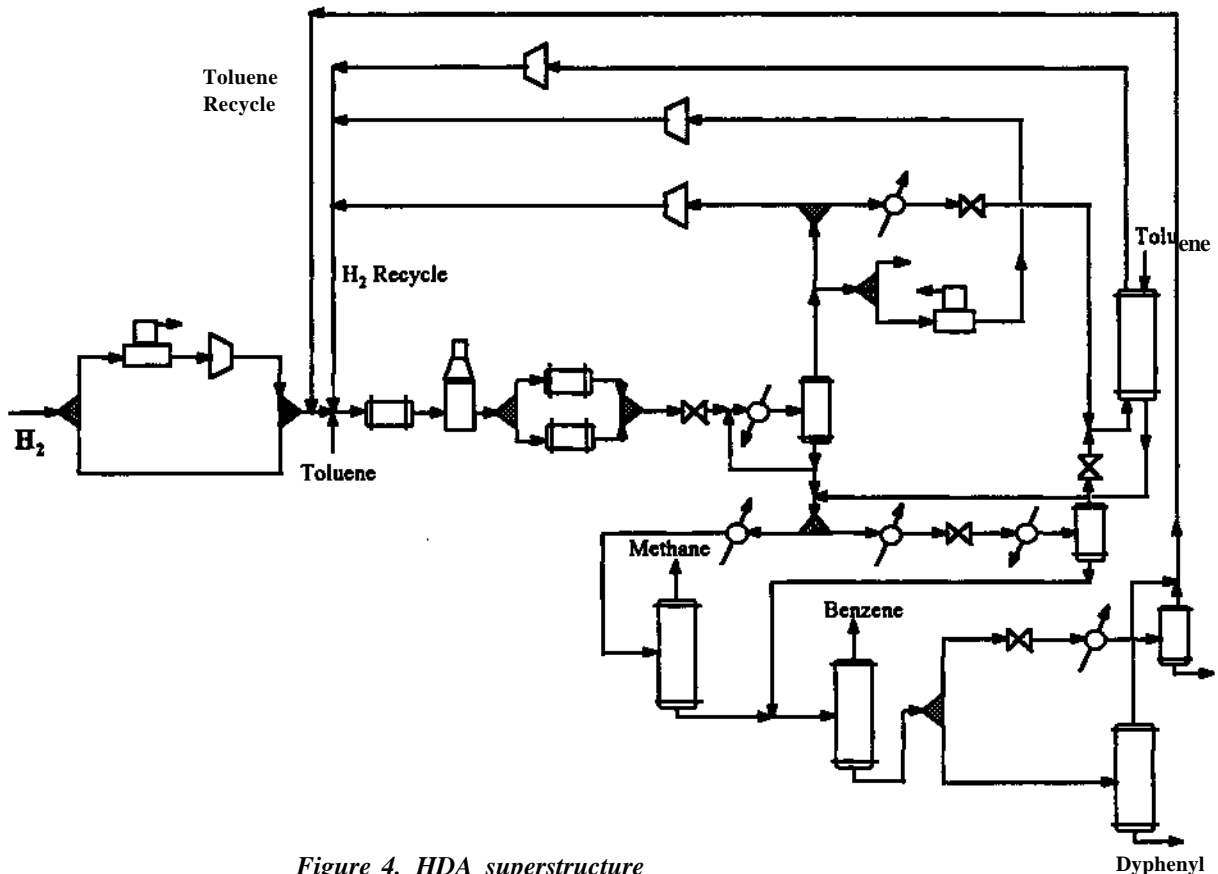 Toluene
Recycle
H₂ Recycle
Toluene
H₂
Toluene
Methane
Benzene
Dyphenyl
Figure 4. HDA superstructure